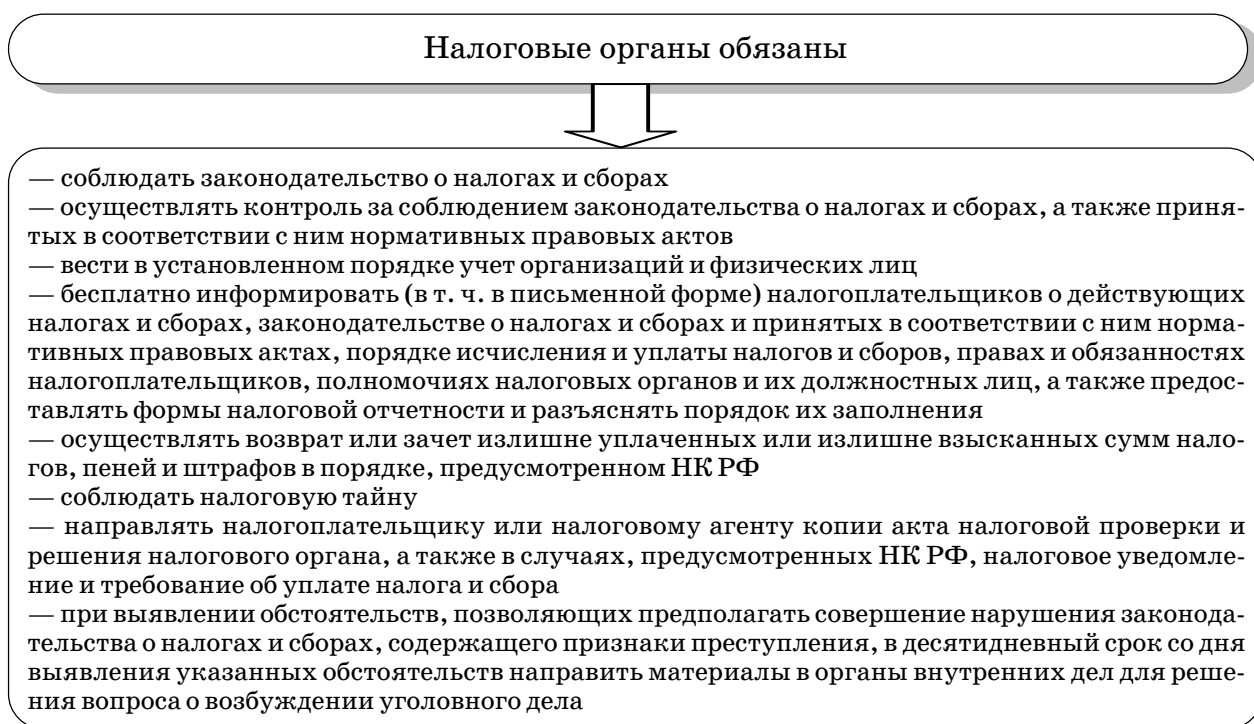 Налоговые органы обязаны
— соблюдать законодательство о налогах и сборах
— осуществлять контроль за соблюдением законодательства о налогах и сборах, а также приня-
тых в соответствии с ним нормативных правовых актов
— вести в установленном порядке учет организаций и физических лиц
— бесплатно информировать (в т. ч. в письменной форме) налогоплательщиков о действующих
налогах и сборах, законодательстве о налогах и сборах и принятых в соответствии с ним норма-
тивных правовых актах, порядке исчисления и уплаты налогов и сборов, правах и обязанностях
налогоплательщиков, полномочиях налоговых органов и их должностных лиц, а также предос-
тавлять формы налоговой отчетности и разъяснять порядок их заполнения
— осуществлять возврат или зачет излишне уплаченных или излишне взысканных сумм нало-
гов, пеней и штрафов в порядке, предусмотренном НК РФ
— соблюдать налоговую тайну
— направлять налогоплательщику или налоговому агенту копии акта налоговой проверки и
решения налогового органа, а также в случаях, предусмотренных НК РФ, налоговое уведомле-
ние и требование об уплате налога и сбора
— при выявлении обстоятельств, позволяющих предполагать совершение нарушения законода-
тельства о налогах и сборах, содержащего признаки преступления, в десятидневный срок со дня
выявления указанных обстоятельств направить материалы в органы внутренних дел для реше-
ния вопроса о возбуждении уголовного дела